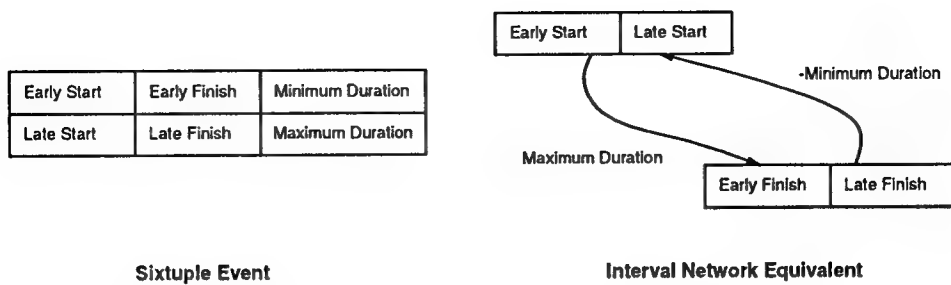 Early Start Early Finish Minimum Duration
Late Start Late Finish Maximum Duration
Sixtuple Event
Early Start Late Start
-Minimum Duration
Maximum Duration
Early Finish Late Finish
Interval Network Equivalent